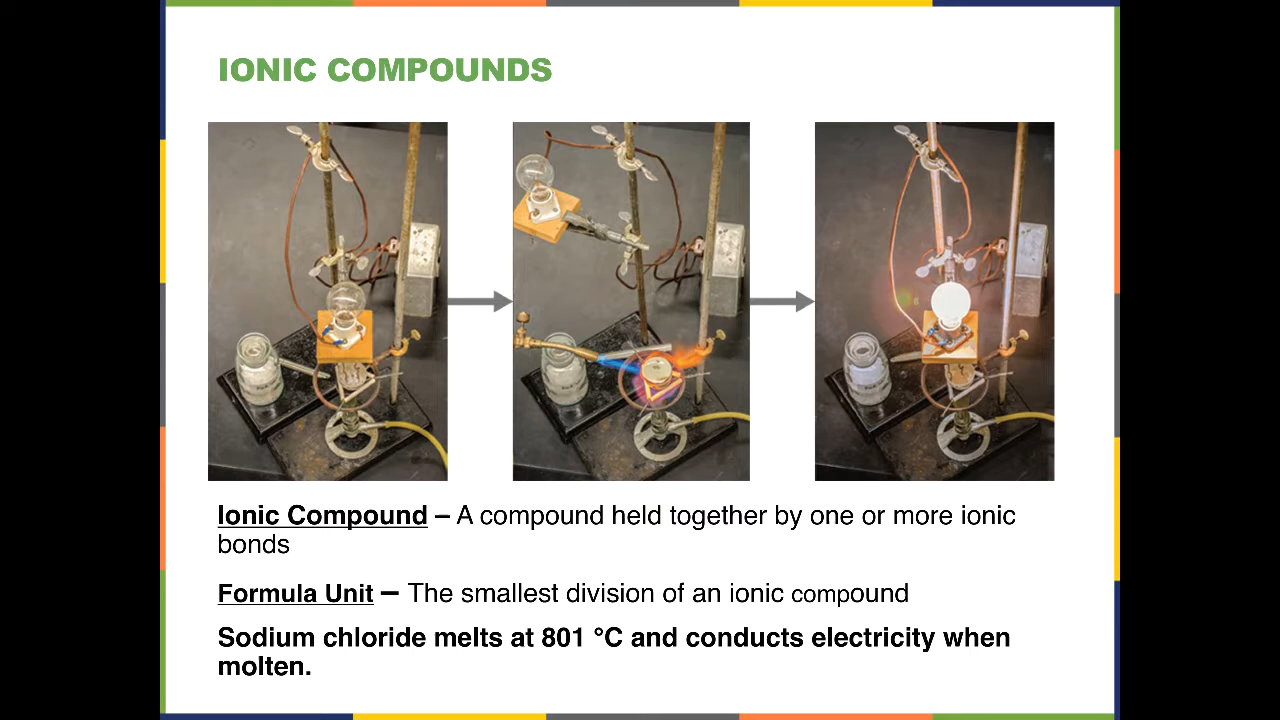 IONIC COMPOUNDS
Ionic Compound – A compound held together by one or more ionic
bonds
Formula Unit – The smallest division of an ionic compound
Sodium chloride melts at 801 °C and conducts electricity when
molten.